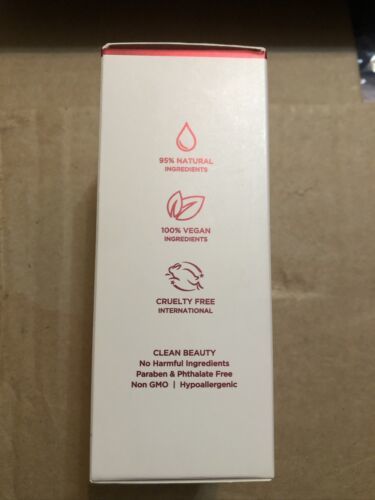 95% NATURAL
INGREDIENTS
100% VEGAN
INGREDIENTS
CRUELTY FREE
INTERNATIONAL
CLEAN BEAUTY
No Harmful Ingredients
Paraben & Phthalate Free
Non GMO | Hypoallergenic